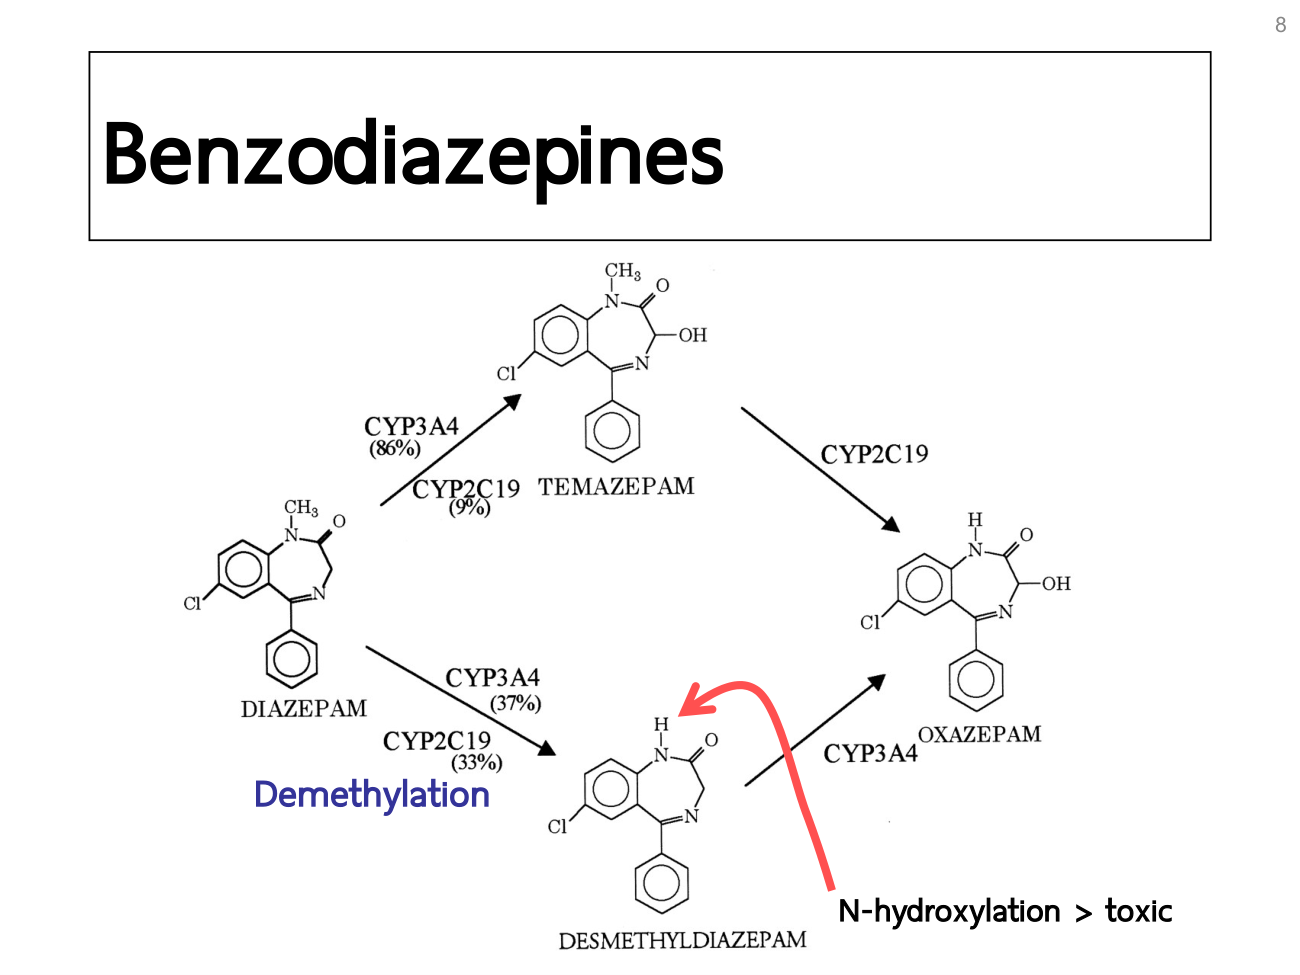 8
Benzodiazepines
CH3
N
O
OH
N
Cl
CYP3A4
(86%)
CYP2C19
(9%)
TEMAZEPAM
CYP2C19
CH3
N
O
N
Cl
DIAZEPAM
H
N
O
OH
N
Cl
OXAZEPAM
CYP3A4
(37%)
CYP2C19
(33%)
Demethylation
H
N
O
N
Cl
DESMETHYLDIAZEPAM
CYP3A4
N-hydroxylation > toxic